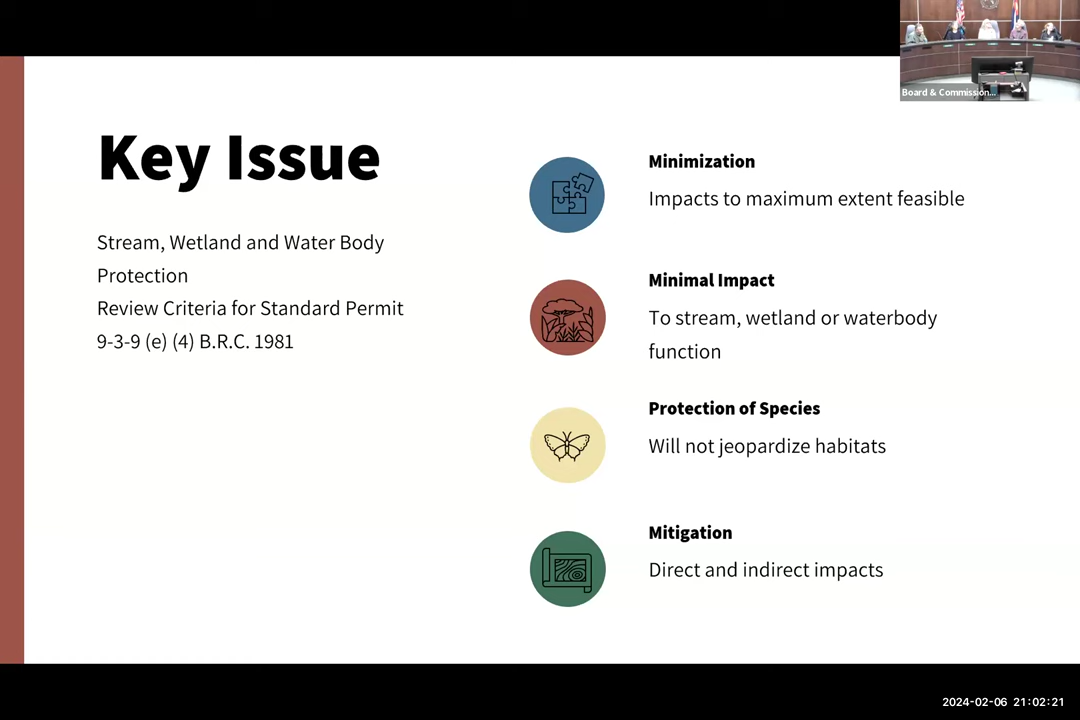 Key Issue
Stream, Wetland and Water Body
Protection
Review Criteria for Standard Permit
9-3-9 (e) (4) B.R.C. 1981
Minimization
Impacts to maximum extent feasible
Minimal Impact
To stream, wetland or waterbody
function
Protection of Species
Will not jeopardize habitats
Mitigation
Direct and indirect impacts
Board & Commission...
2024-02-06 21:02:21